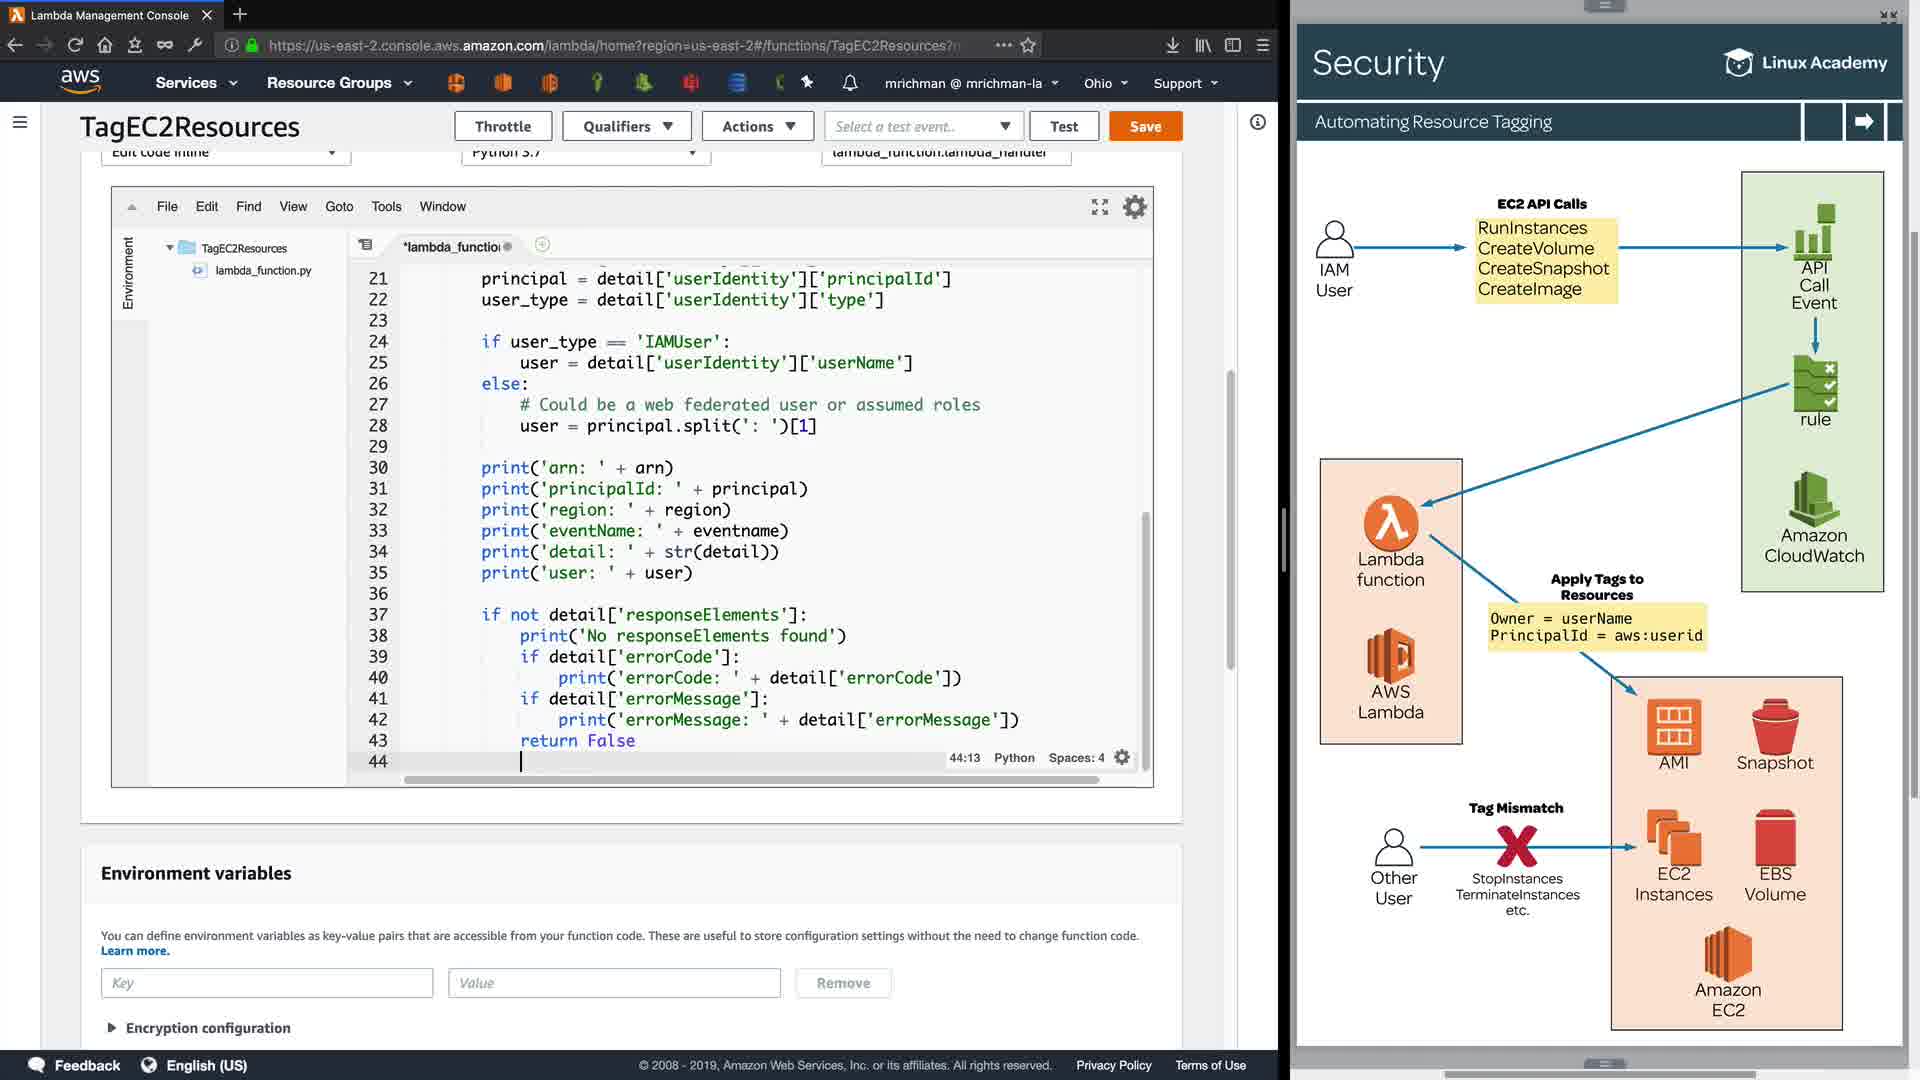 Lambda Management Console
https://us-east-2.console.aws.amazon.com/lambda/home?region=us-east-2#/functions/TagEC2Resources?
aws
Services
Resource Groups
mrichman @ mrichman-la
Ohio
Support
TagEC2Resources
Throttle
Qualifiers
Actions
Select a test event..
Test
Save
Edit code inline
Python 3.7
lambda_function.lambda_handler
File Edit Find View Goto Tools Window
Environment
TagEC2Resources
lambda_function.py
*lambda_function
21 principal = detail['userIdentity']['principalId']
22 user_type = detail['userIdentity']['type']
23
24 if user_type == 'IAMUser':
25 user = detail['userIdentity']['userName']
26 else:
27 # Could be a web federated user or assumed roles
28 user = principal.split(': ')[1]
29
30 print('arn: ' + arn)
31 print('principalId: ' + principal)
32 print('region: ' + region)
33 print('eventName: ' + eventname)
34 print('detail: ' + str(detail))
35 print('user: ' + user)
36
37 if not detail['responseElements']:
38 print('No responseElements found')
39 if detail['errorCode']:
40 print('errorCode: ' + detail['errorCode'])
41 if detail['errorMessage']:
42 print('errorMessage: ' + detail['errorMessage'])
43 return False
44
44:13 Python Spaces: 4
Environment variables
You can define environment variables as key-value pairs that are accessible from your function code. These are useful to store configuration settings without the need to change function code.
Learn more.
Key
Value
Remove
Encryption configuration
Feedback
English (US)
© 2008 - 2019, Amazon Web Services, Inc. or its affiliates. All rights reserved.
Privacy Policy
Terms of Use
Security
Linux Academy
Automating Resource Tagging
IAM
User
EC2 API Calls
RunInstances
CreateVolume
CreateSnapshot
CreateImage
API
Call
Event
rule
Amazon
CloudWatch
Lambda
function
AWS
Lambda
Apply Tags to
Resources
Owner = userName
PrincipalId = aws:userid
AMI
Snapshot
Tag Mismatch
Other
User
StopInstances
TerminateInstances
etc.
EC2
Instances
EBS
Volume
Amazon
EC2